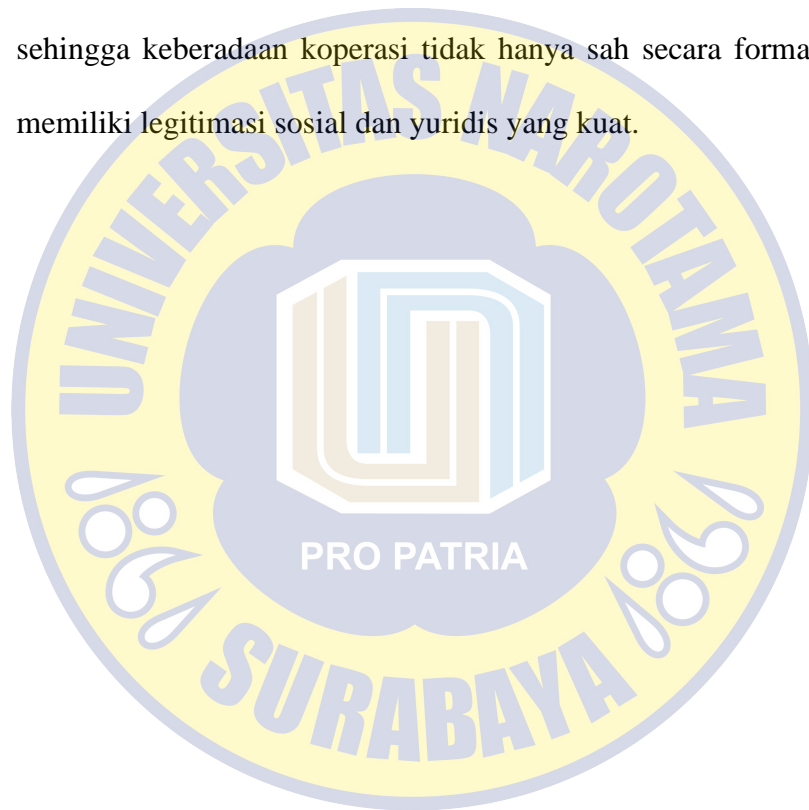 sehingga keberadaan koperasi tidak hanya sah secara forma
memiliki legitimasi sosial dan yuridis yang kuat.
UNIVERSITAS NAROTAMA
PRO PATRIA
SURABAYA